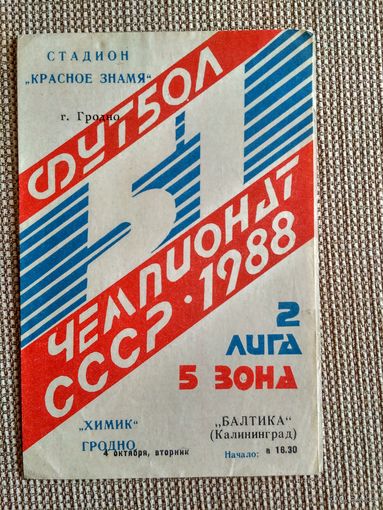 СТАДИОН
„КРАСНОЕ ЗНАМЯ"
г. Гродно
ФУТБОЛ
51
ЧЕМПИОНАТ
СССР·1988
2
ЛИГА
5 ЗОНА
„ХИМИК"
ГРОДНО
„БАЛТИКА"
(Калининград)
4 октября, вторник
Начало: в 16.30